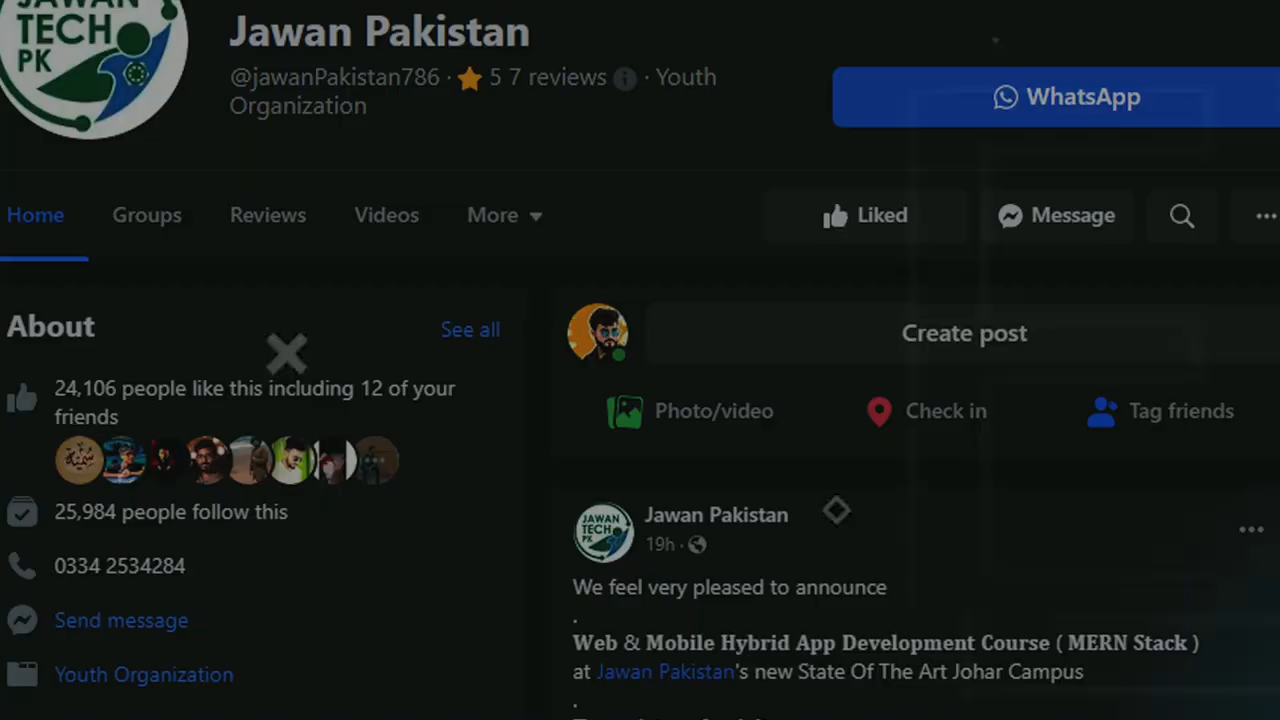 JAWAN
TECH
PK
Jawan Pakistan
@jawanPakistan786 · 5 7 reviews · Youth
Organization
WhatsApp
Home Groups Reviews Videos More
Liked Message
About See all
24,106 people like this including 12 of your
friends
25,984 people follow this
0334 2534284
Send message
Youth Organization
Create post
Photo/video Check in Tag friends
JAWAN
TECH
PK
Jawan Pakistan
19h ·
We feel very pleased to announce
.
Web & Mobile Hybrid App Development Course ( MERN Stack )
at Jawan Pakistan's new State Of The Art Johar Campus
.